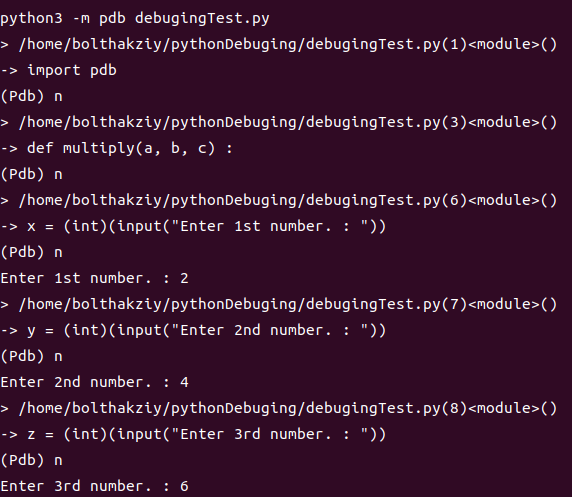 python3 -m pdb debugingTest.py
> /home/bolthakziy/pythonDebuging/debugingTest.py(1)<module>()
-> import pdb
(Pdb) n
> /home/bolthakziy/pythonDebuging/debugingTest.py(3)<module>()
-> def multiply(a, b, c) :
(Pdb) n
> /home/bolthakziy/pythonDebuging/debugingTest.py(6)<module>()
-> x = (int)(input("Enter 1st number. : "))
(Pdb) n
Enter 1st number. : 2
> /home/bolthakziy/pythonDebuging/debugingTest.py(7)<module>()
-> y = (int)(input("Enter 2nd number. : "))
(Pdb) n
Enter 2nd number. : 4
> /home/bolthakziy/pythonDebuging/debugingTest.py(8)<module>()
-> z = (int)(input("Enter 3rd number. : "))
(Pdb) n
Enter 3rd number. : 6